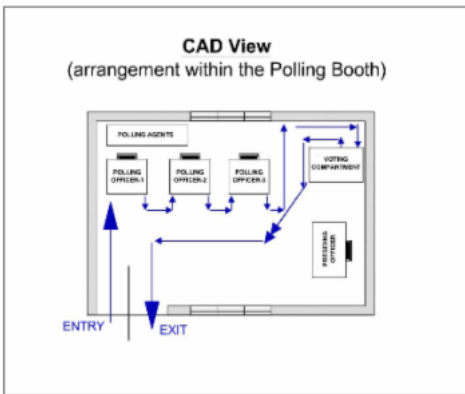 CAD View
(arrangement within the Polling Booth)
POLLING AGENTS
POLLING
OFFICER-1
POLLING
OFFICER-2
POLLING
OFFICER-3
VOTING
COMPARTMENT
PRESIDING
OFFICER
ENTRY
EXIT